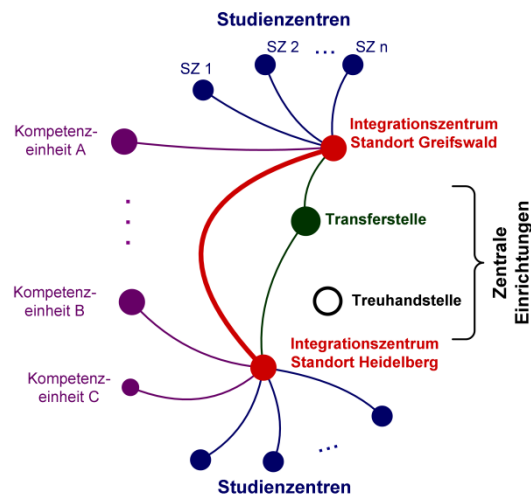 Studienzentren
SZ 1
SZ 2
...
SZ n
Kompetenz-
einheit A
Integrationszentrum
Standort Greifswald
Transferstelle
Treuhandstelle
Zentrale
Einrichtungen
Kompetenz-
einheit B
Integrationszentrum
Standort Heidelberg
Kompetenz-
einheit C
...
Studienzentren